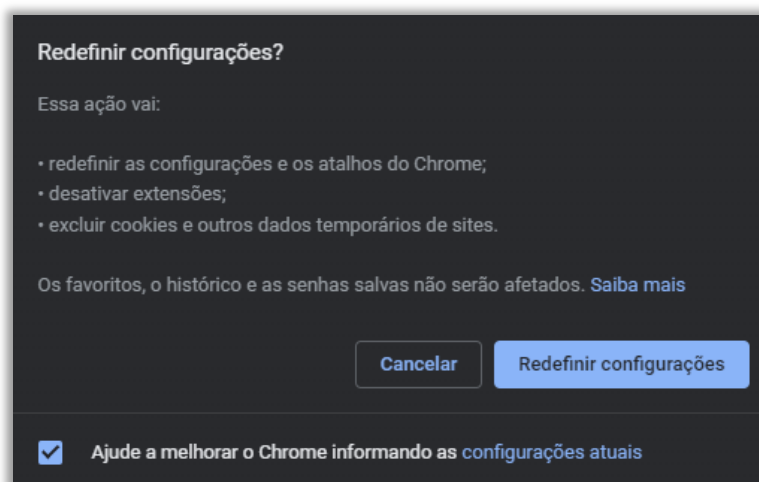 Redefinir configurações?
Essa ação vai:
• redefinir as configurações e os atalhos do Chrome;
• desativar extensões;
• excluir cookies e outros dados temporários de sites.
Os favoritos, o histórico e as senhas salvas não serão afetados. Saiba mais
Cancelar Redefinir configurações
Ajude a melhorar o Chrome informando as configurações atuais